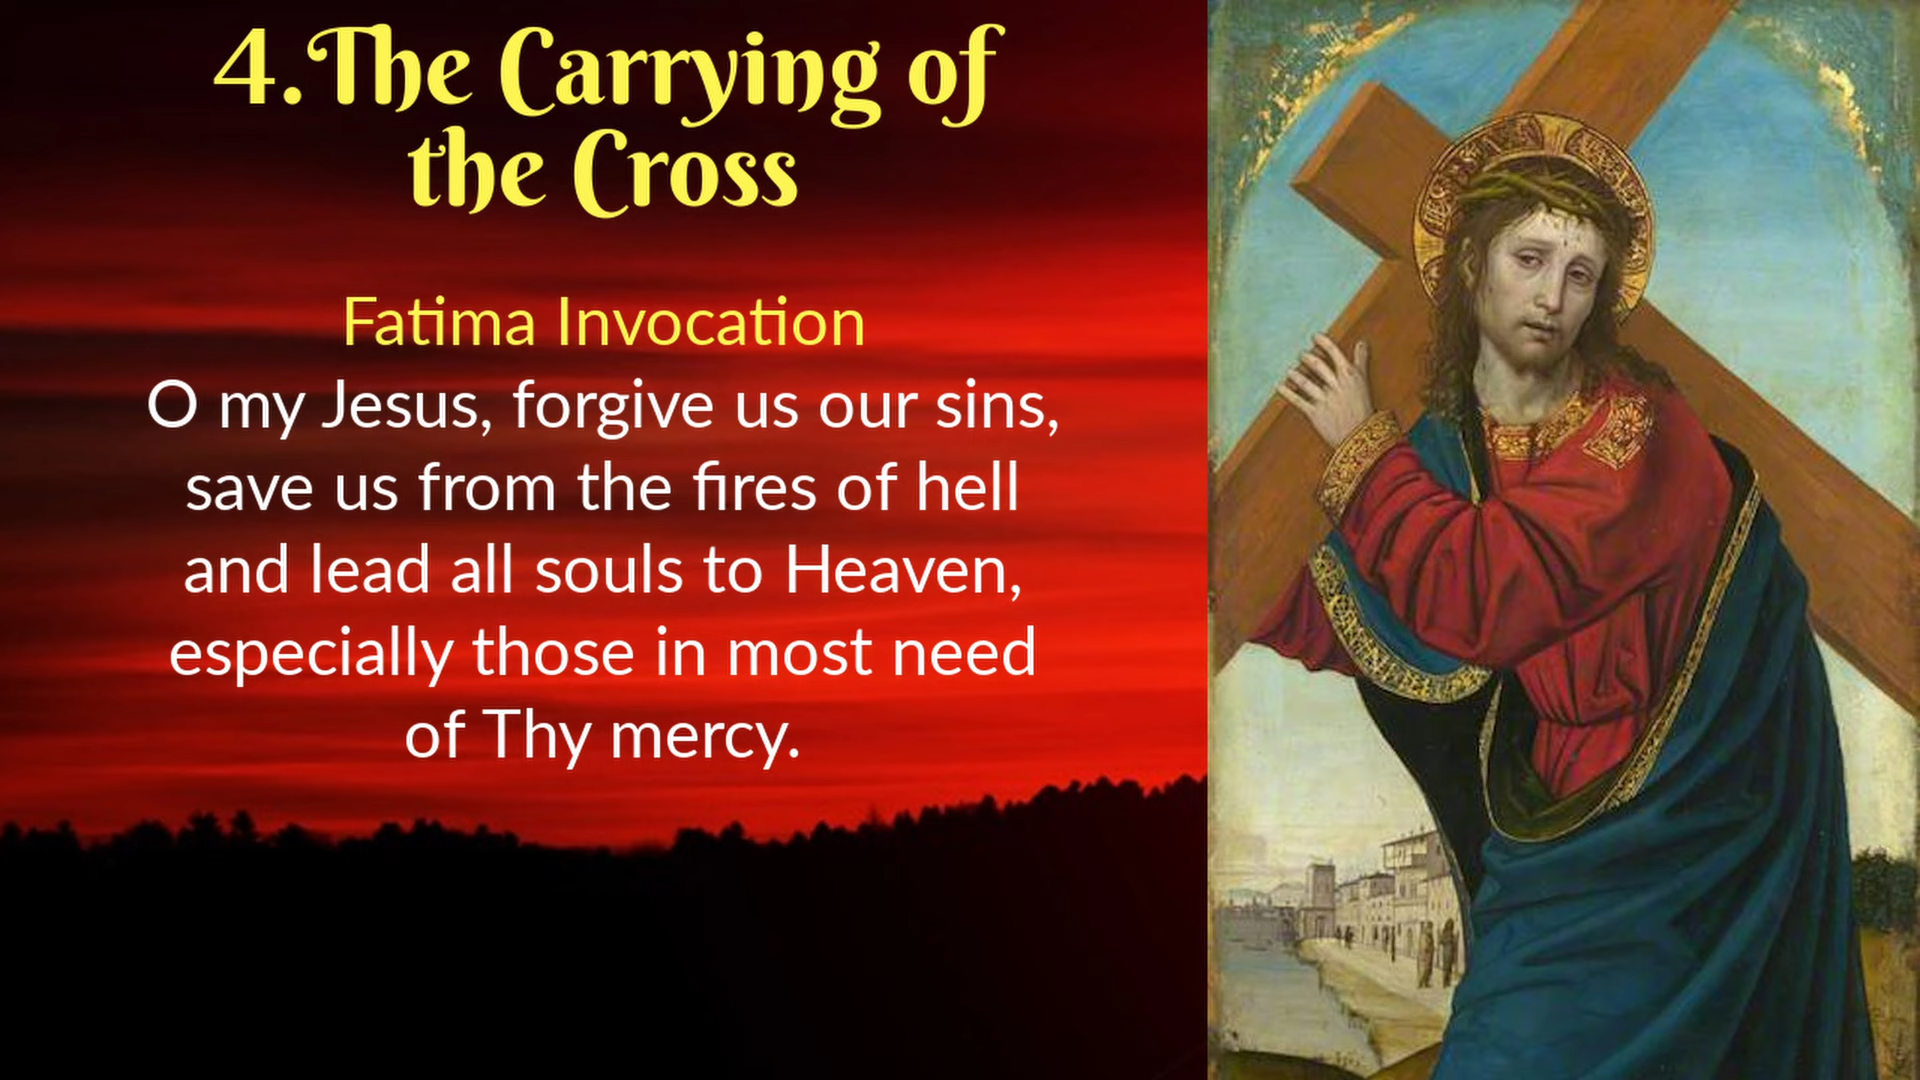 4.The Carrying of
the Cross
Fatima Invocation
O my Jesus, forgive us our sins,
save us from the fires of hell
and lead all souls to Heaven,
especially those in most need
of Thy mercy.